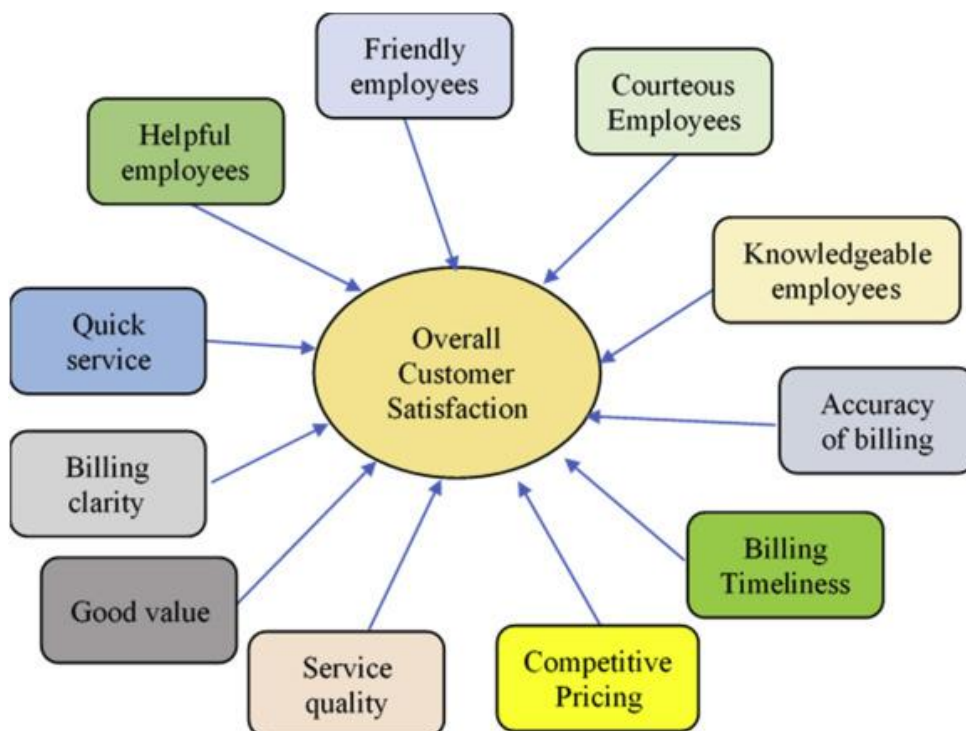 Friendly
employees
Courteous
Employees
Helpful
employees
Knowledgeable
employees
Quick
service
Overall
Customer
Satisfaction
Accuracy
of billing
Billing
clarity
Billing
Timeliness
Good value
Service
quality
Competitive
Pricing